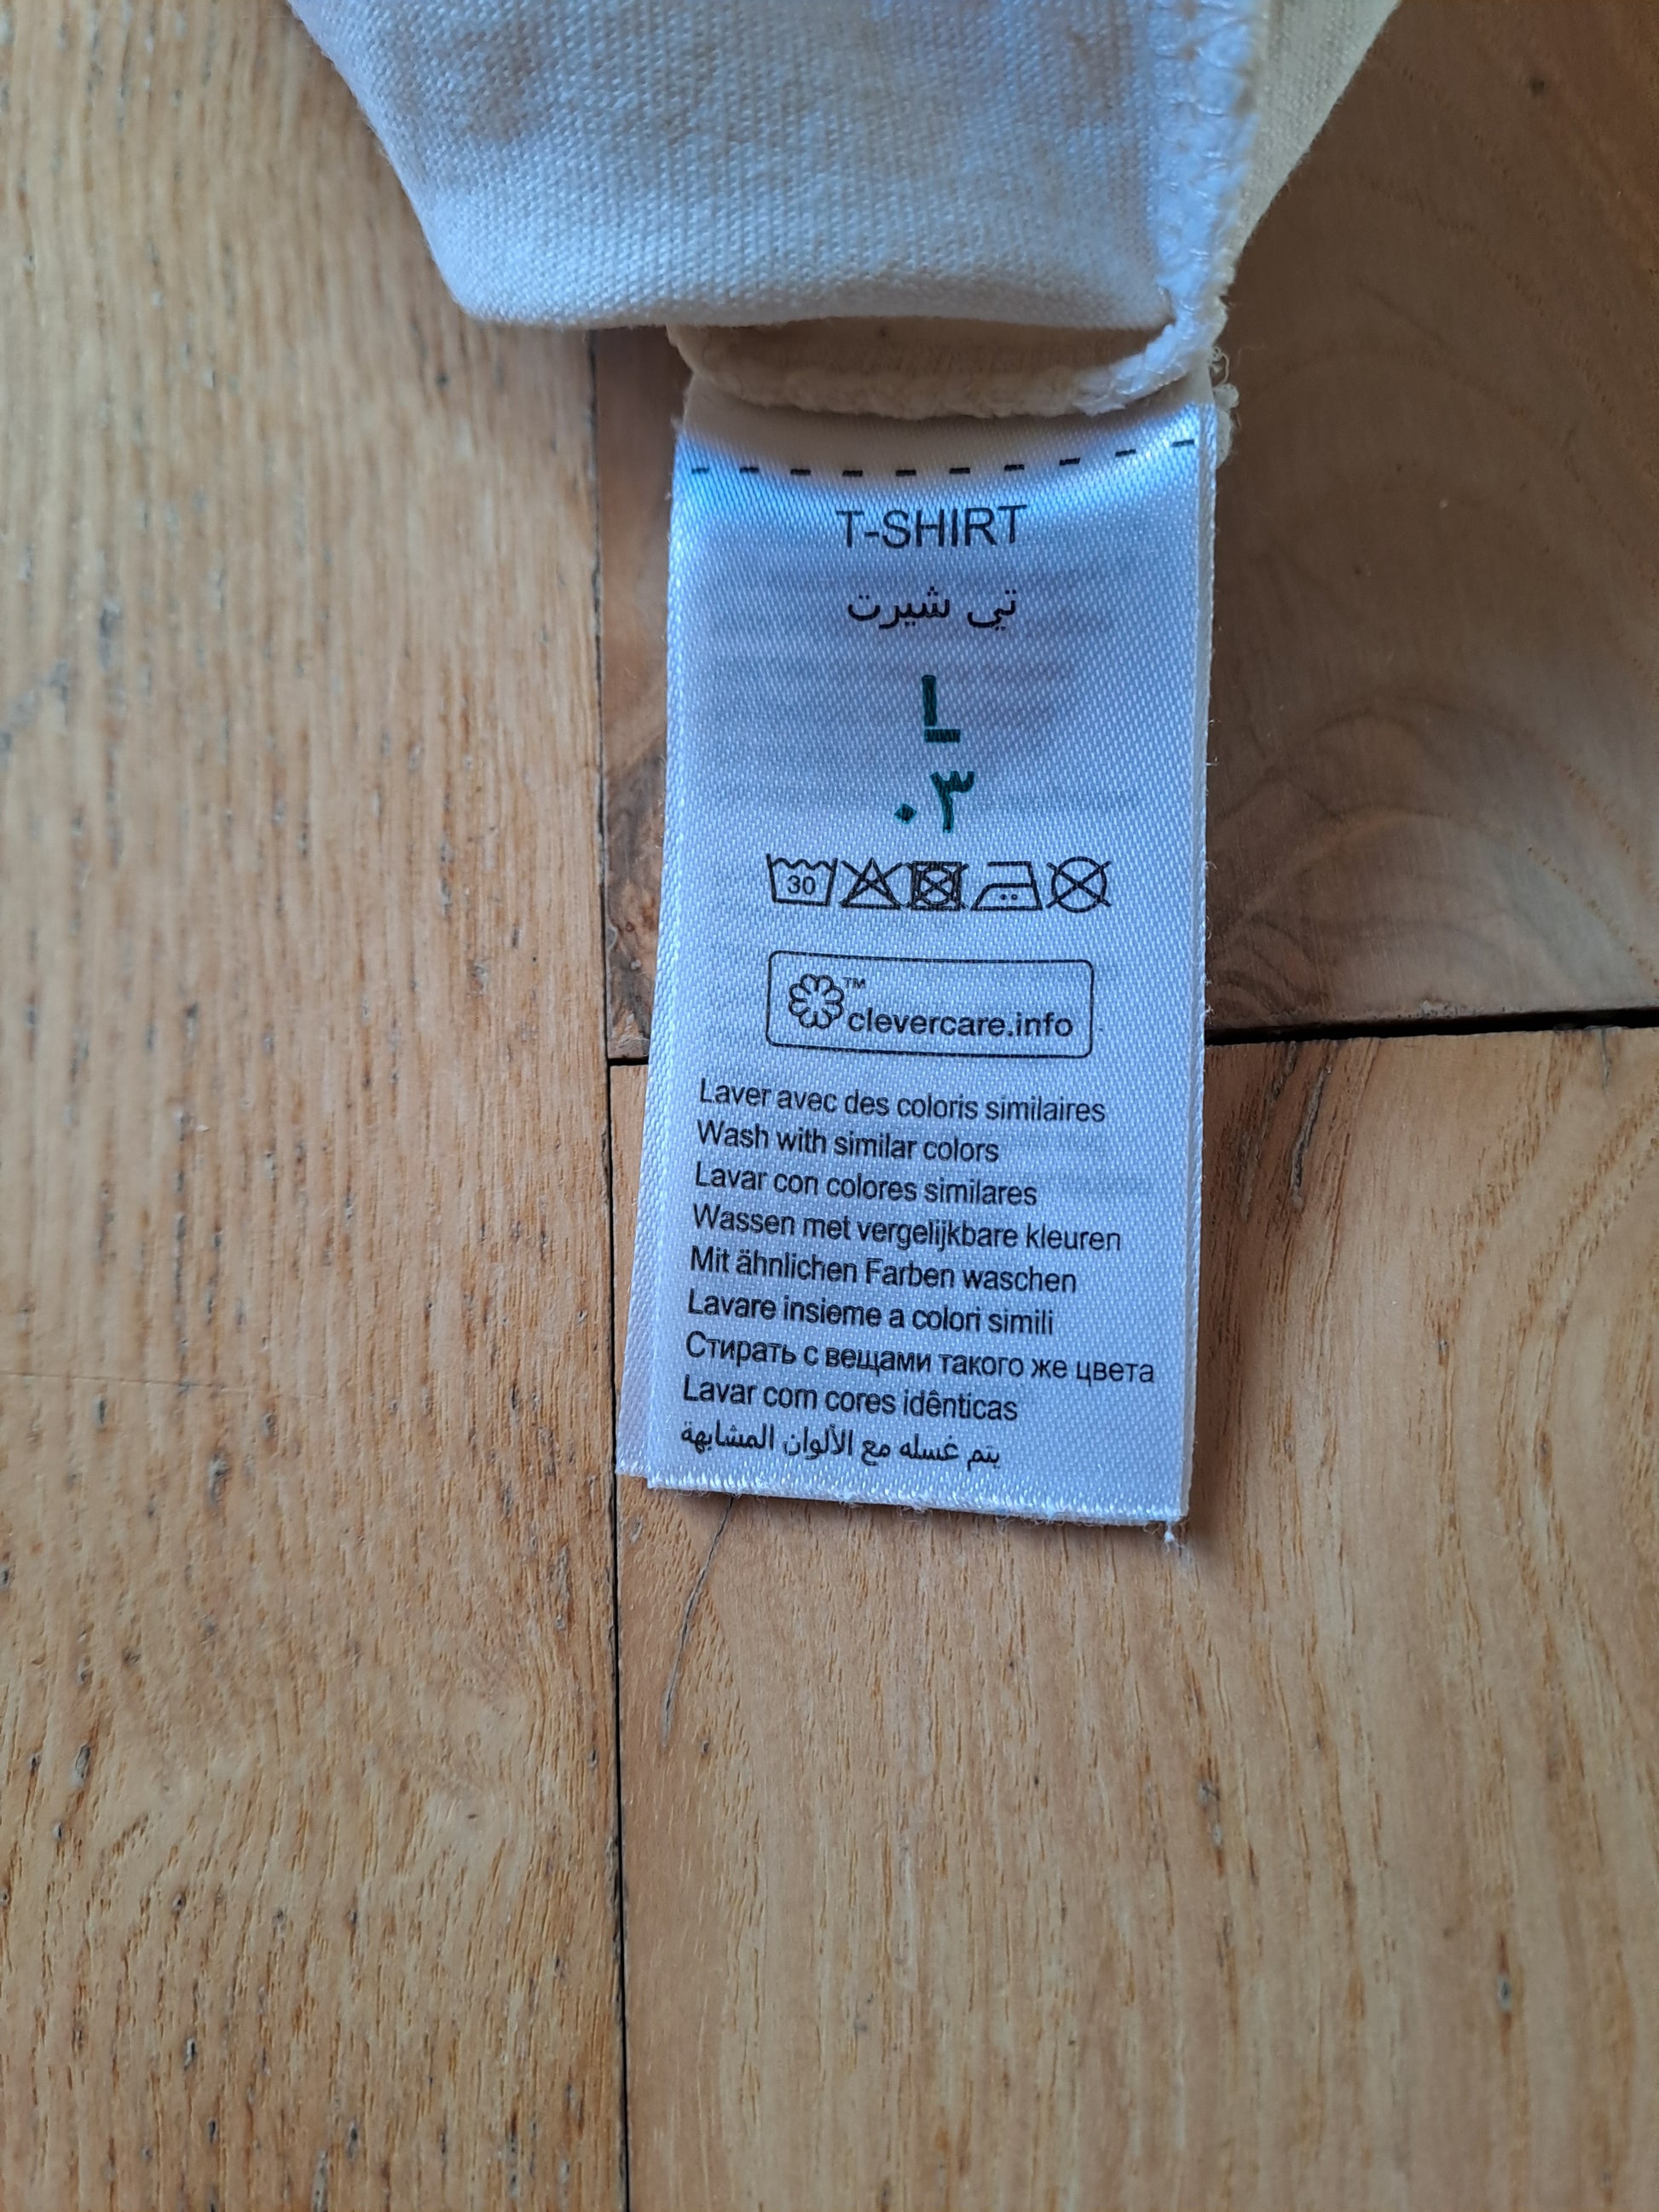 T-SHIRT
تي شيرت
L
٠٣
30
™
clevercare.info
Laver avec des coloris similaires
Wash with similar colors
Lavar con colores similares
Wassen met vergelijkbare kleuren
Mit ähnlichen Farben waschen
Lavare insieme a colori simili
Стирать с вещами такого же цвета
Lavar com cores idênticas
يتم غسله مع الألوان المشابهة